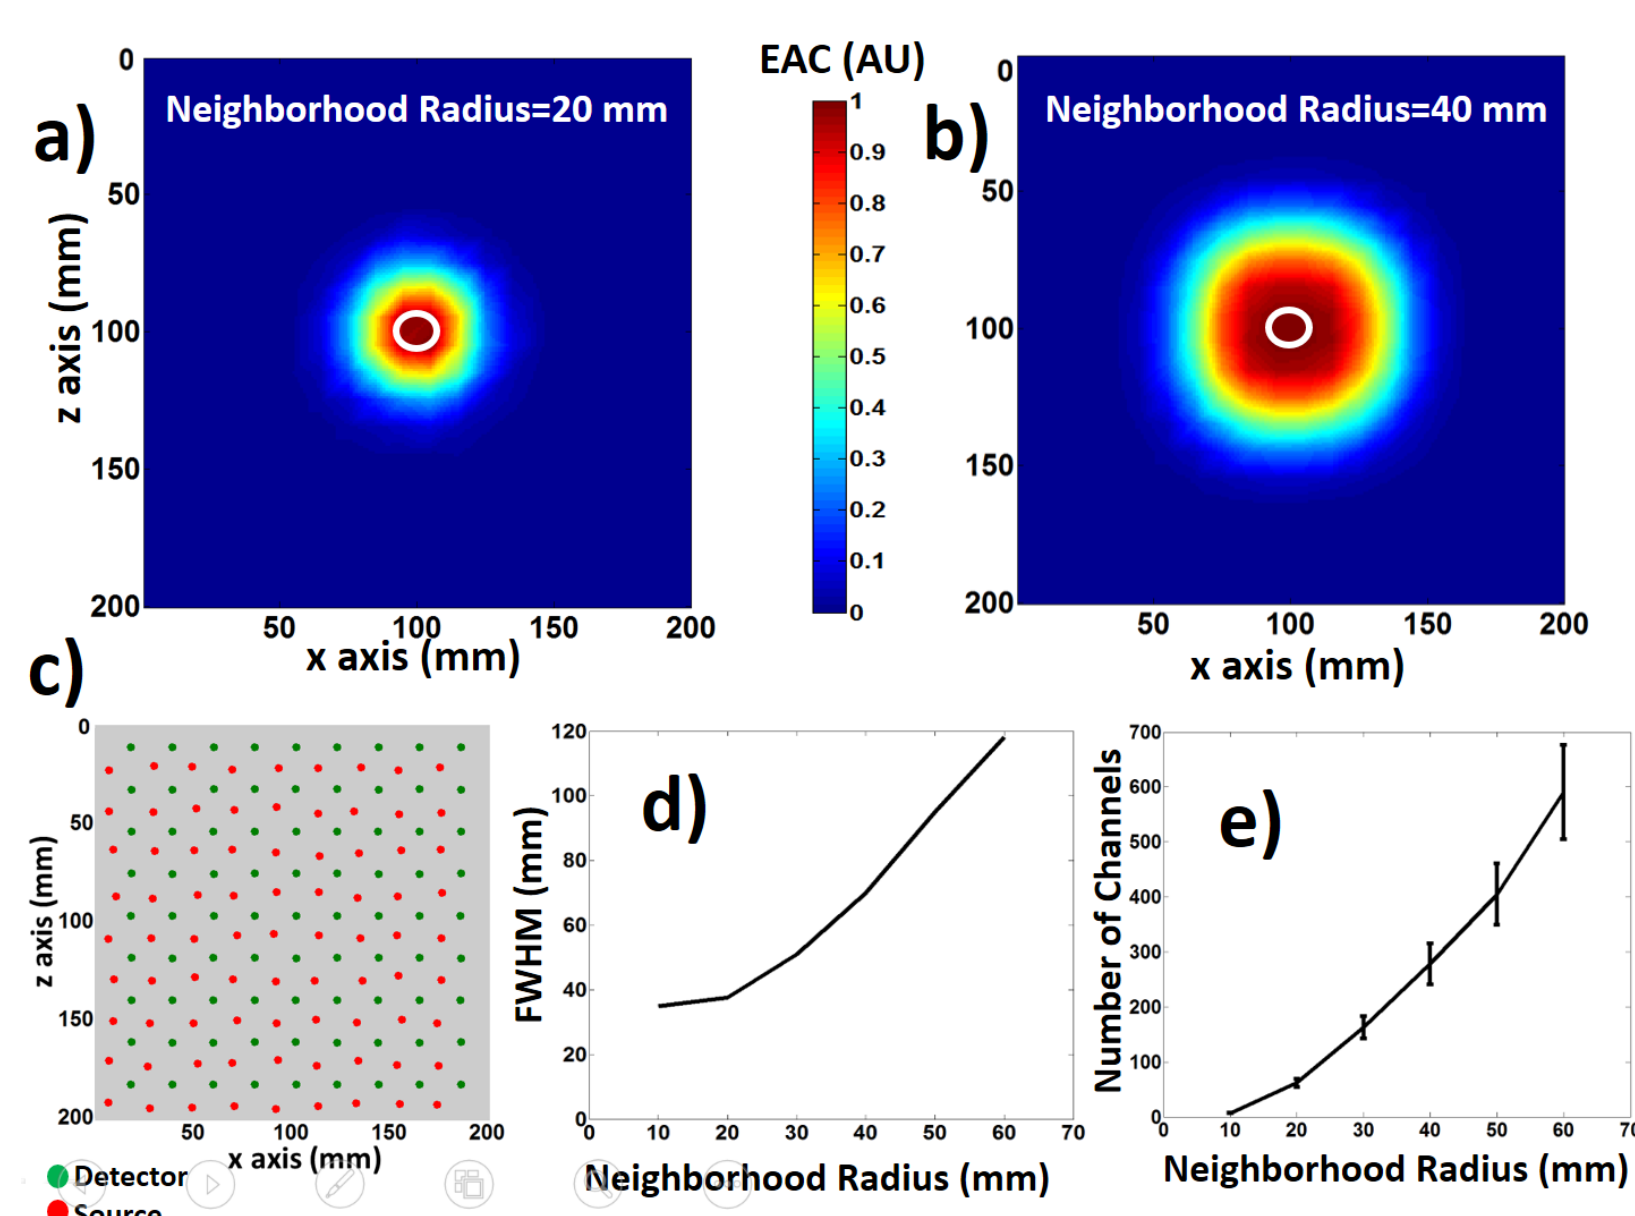 a)
Neighborhood Radius=20 mm
0
50
100
150
200
z axis (mm)
50 100 150 200
x axis (mm)
EAC (AU)
1
0.9
0.8
0.7
0.6
0.5
0.4
0.3
0.2
0.1
0
b)
Neighborhood Radius=40 mm
0
50
100
150
200
50 100 150 200
x axis (mm)
c)
0
50
100
150
200
z axis (mm)
50 100 150 200
x axis (mm)
Detector
Source
d)
120
100
80
60
40
20
0
FWHM (mm)
0 10 20 30 40 50 60 70
Neighborhood Radius (mm)
e)
700
600
500
400
300
200
100
0
Number of Channels
0 10 20 30 40 50 60 70
Neighborhood Radius (mm)